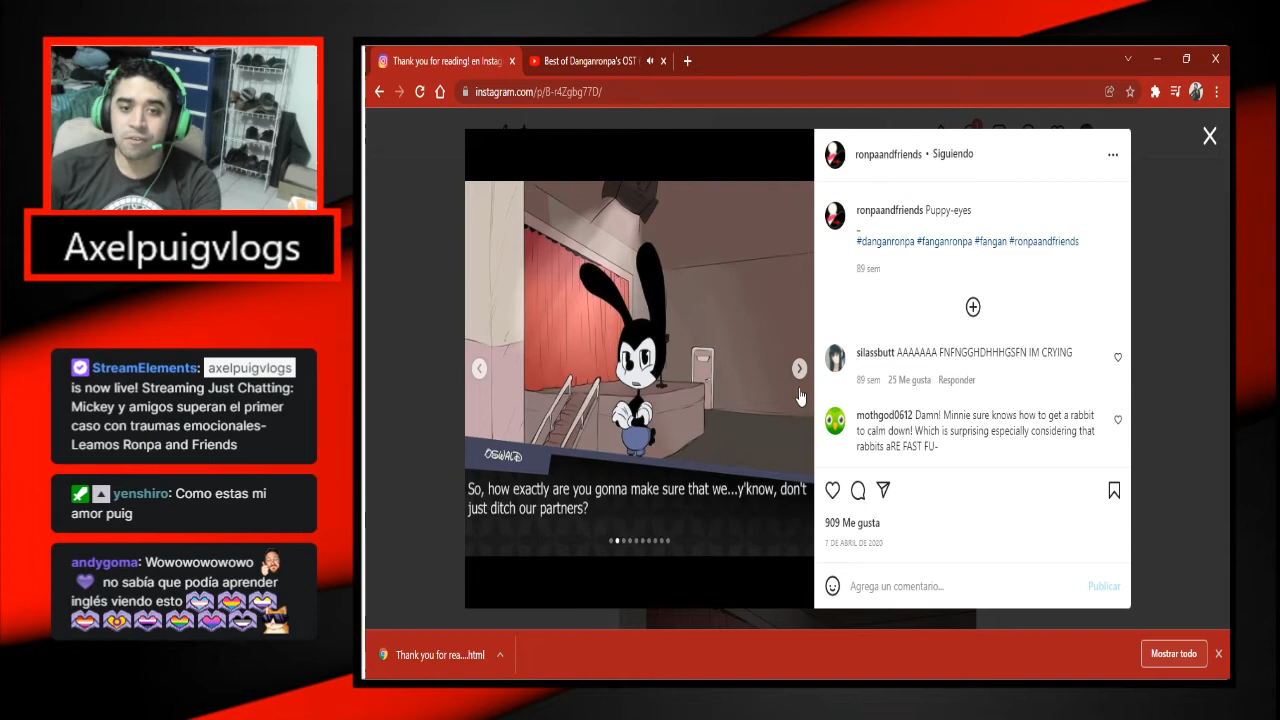 Axelpuigvlogs
StreamElements: axelpuigvlogs
is now live! Streaming Just Chatting:
Mickey y amigos superan el primer
caso con traumas emocionales-
Leamos Ronpa and Friends
yenshiro: Como estas mi
amor puig
andygoma: Wowowowowowo
no sabía que podía aprender
inglés viendo esto
Thank you for reading! en Instag
Best of Danganronpa's OST
instagram.com/p/B-r4Zgbg77D/
OSWALD
So, how exactly are you gonna make sure that we...y'know, don't
just ditch our partners?
ronpaandfriends • Siguiendo
ronpaandfriends Puppy-eyes
_
#danganronpa #fanganronpa #fangan #ronpaandfriends
89 sem
silassbutt AAAAAAA FNFNGGHDHHHGSFN IM CRYING
89 sem 25 Me gusta Responder
mothgod0612 Damn! Minnie sure knows how to get a rabbit
to calm down! Which is surprising especially considering that
rabbits aRE FAST FU-
909 Me gusta
7 DE ABRIL DE 2020
Agrega un comentario... Publicar
Thank you for rea....html
Mostrar todo